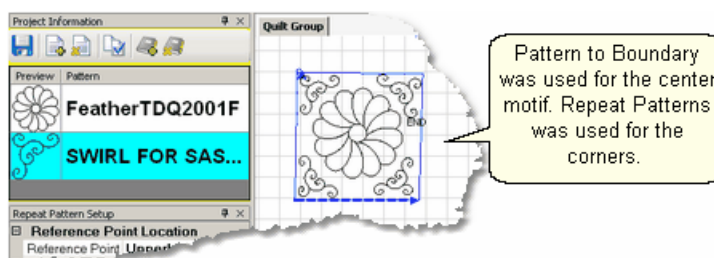 Project Information
Preview Pattern
FeatherTDQ2001F
SWIRL FOR SAS...
Repeat Pattern Setup
Reference Point Location
Reference Point
Quilt Group
END
Pattern to Boundary
was used for the center
motif. Repeat Patterns
was used for the
corners.